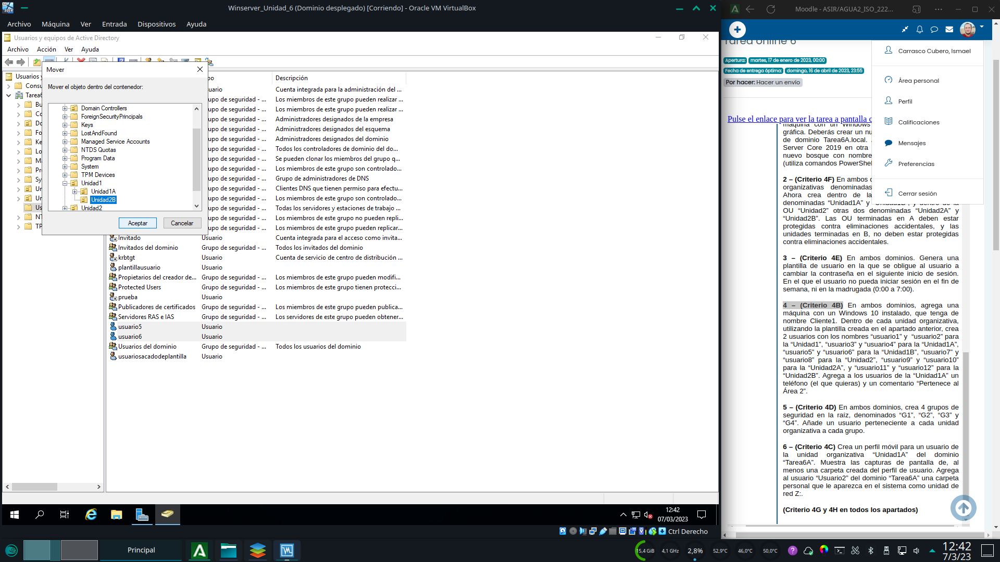 Winserver_Unidad_6 (Dominio desplegado) [Corriendo] - Oracle VM VirtualBox
Archivo Máquina Ver Entrada Dispositivos Ayuda
Usuarios y equipos de Active Directory
Archivo Acción Ver Ayuda
Mover
Mover el objeto dentro del contenedor:
Domain Controllers
ForeignSecurityPrincipals
Keys
LostAndFound
Managed Service Accounts
NTDS Quotas
Program Data
System
TPM Devices
Unidad1
Unidad1A
Unidad2B
Unidad2
Aceptar Cancelar
Usuarios y
Consu
Tarea6
Bu
Co
Do
Fo
Ke
Lo
Ma
Pr
Sy
Un
Un
Us
NT
TP
po Descripción
uario Cuenta integrada para la administración del ...
upo de seguridad - ... Los miembros de este grupo pueden realizar ...
upo de seguridad - ... Los miembros de este grupo pueden realizar ...
upo de seguridad - ... Administradores designados de la empresa
upo de seguridad - ... Administradores designados del esquema
upo de seguridad - ... Administradores designados del dominio
upo de seguridad - ... Todos los controladores de dominio del do...
upo de seguridad - ... Se pueden clonar los miembros del grupo q...
upo de seguridad - ... Los miembros de este grupo son controlado...
upo de seguridad - ... Grupo de administradores de DNS
upo de seguridad - ... Clientes DNS que tienen permiso para efectu...
upo de seguridad - ... Los miembros de este grupo son controlado...
upo de seguridad - ... Todas los servidores y estaciones de trabajo ...
upo de seguridad - ... Los miembros de este grupo no pueden repli...
upo de seguridad - ... Los miembros de este grupo pueden replicar...
Invitado Usuario Cuenta integrada para el acceso como invita...
Invitados del dominio Grupo de seguridad - ... Todos los invitados del dominio
krbtgt Usuario Cuenta de servicio de centro de distribución ...
plantillausuario Usuario
Propietarios del creador de... Grupo de seguridad - ... Los miembros de este grupo pueden modifi...
Protected Users Grupo de seguridad - ... Los miembros de este grupo tienen protecci...
prueba Usuario
Publicadores de certificados Grupo de seguridad - ... Los miembros de este grupo pueden publica...
Servidores RAS e IAS Grupo de seguridad - ... Los servidores de este grupo pueden obtener...
usuario5 Usuario
usuario6 Usuario
Usuarios del dominio Grupo de seguridad - ... Todos los usuarios del dominio
usuariosacadodeplantilla Usuario
12:42
07/03/2023
Ctrl Derecho
Moodle - ASIR/AGUA2_ISO_222...
Tarea online 6
Apertura: martes, 17 de enero de 2023, 00:00
Fecha de entrega óptima: domingo, 16 de abril de 2023, 23:55
Por hacer: Hacer un envío
Pulse el enlace para ver la tarea a pantalla c
Carrasco Cubero, Ismael
Área personal
Perfil
Calificaciones
Mensajes
Preferencias
Cerrar sesión
máquina con un Windows
gráfica. Deberás crear un nu
de dominio Tarea6A.local.
Server Core 2019 en otra
nuevo bosque con nombre
(utiliza comandos PowerShel
2 – (Criterio 4F) En ambos d
organizativas denominadas
Ahora crea dentro de la
denominadas “Unidad1A” y “Unidad1B”, y dentro de la
OU “Unidad2” otras dos denominadas “Unidad2A” y
“Unidad2B”. Las OU terminadas en A deben estar
protegidas contra eliminaciones accidentales, y las
unidades terminadas en B, no deben estar protegidas
contra eliminaciones accidentales.
3 – (Criterio 4E) En ambos dominios. Genera una
plantilla de usuario en la que se obligue al usuario a
cambiar la contraseña en el siguiente inicio de sesión.
En el que el usuario no pueda iniciar sesión en el fin de
semana, ni en la madrugada (0:00 a 7:00).
4 – (Criterio 4B) En ambos dominios, agrega una
máquina con un Windows 10 instalado, que tenga de
nombre Cliente1. Dentro de cada unidad organizativa,
utilizando la plantilla creada en el apartado anterior, crea
2 usuarios con los nombres “usuario1” y “usuario2” para
la “Unidad1”, “usuario3” y “usuario4” para la “Unidad1A”,
“usuario5” y “usuario6” para la “Unidad1B”, “usuario7” y
“usuario8” para la “Unidad2”, “usuario9” y “usuario10”
para la “Unidad2A”, y “usuario11” y “usuario12” para la
“Unidad2B”. Agrega a los usuarios de la “Unidad1A” un
teléfono (el que quieras) y un comentario “Pertenece al
Área 2”.
5 – (Criterio 4D) En ambos dominios, crea 4 grupos de
seguridad en la raíz, denominados “G1”, “G2”, “G3” y
“G4”. Añade un usuario perteneciente a cada unidad
organizativa a cada grupo.
6 – (Criterio 4C) Crea un perfil móvil para un usuario de
la unidad organizativa “Unidad1A” del dominio
“Tarea6A”. Muestra las capturas de pantalla de, al
menos una carpeta creada del perfil de usuario. Agrega
al usuario “Usuario2” del dominio “Tarea6A” una carpeta
personal que le aparezca en el sistema como unidad de
red Z:.
(Criterio 4G y 4H en todos los apartados)
Principal
15,4 GiB 4,1 GHz 2,8% 52,9°C 46,0°C 50,0°C
12:42
7/3/23